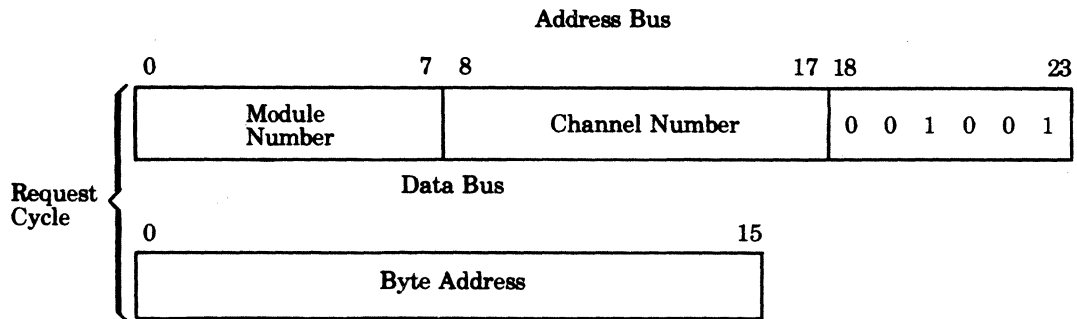 Address Bus
0 7 8 17 18 23
Module
Number
Channel Number
0 0 1 0 0 1
Data Bus
Request
Cycle
0 15
Byte Address